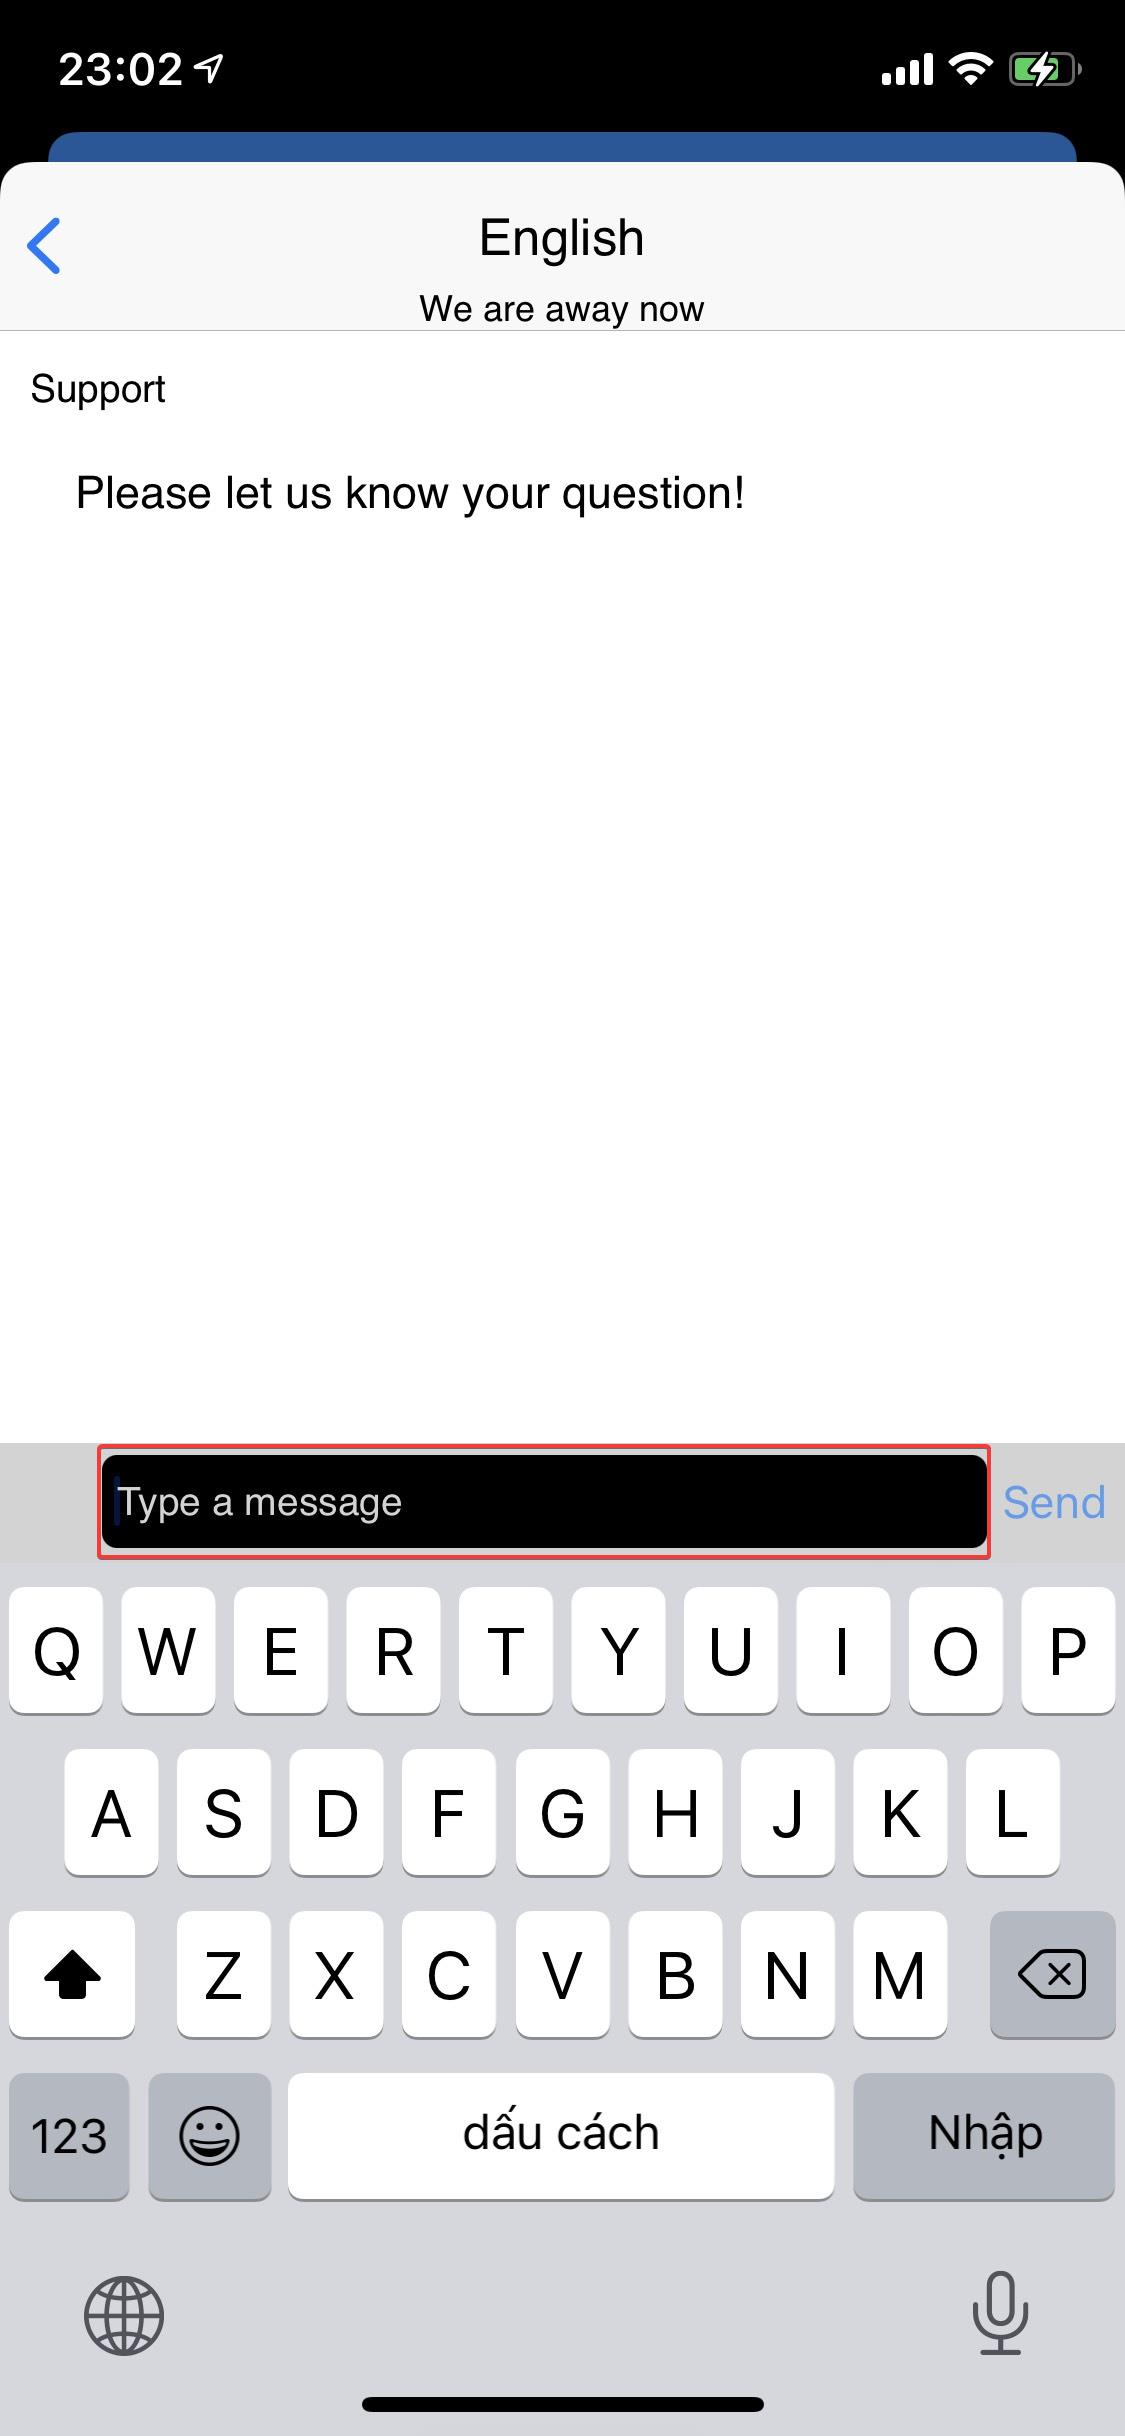 23:02
English
We are away now
Support
Please let us know your question!
Type a message
Send
Q W E R T Y U I O P
A S D F G H J K L
Z X C V B N M
123 dấu cách Nhập